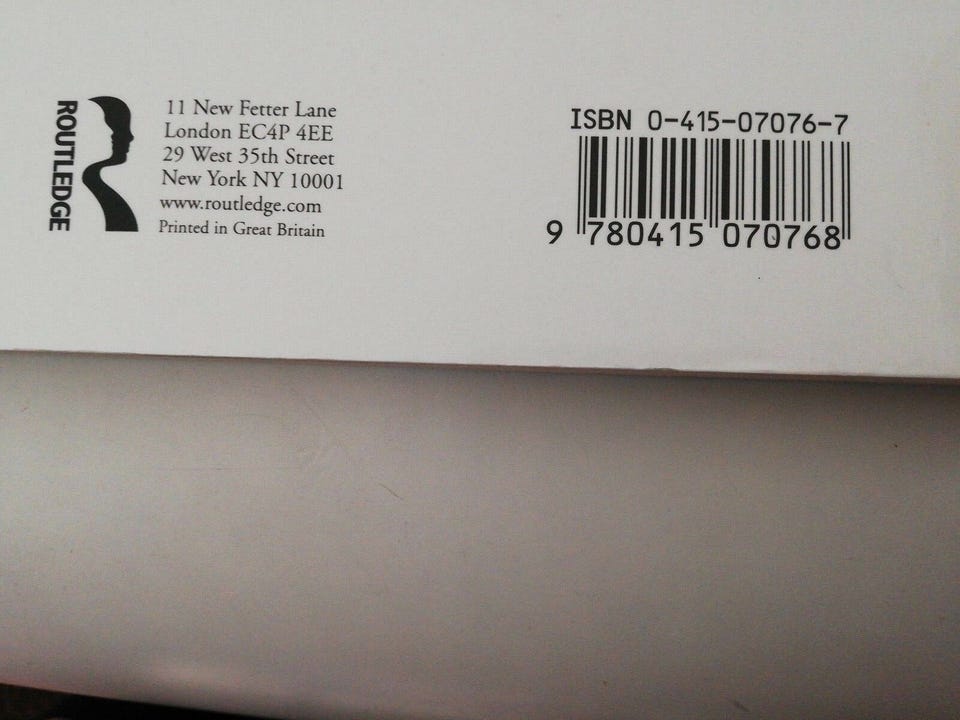 ROUTLEDGE
11 New Fetter Lane
London EC4P 4EE
29 West 35th Street
New York NY 10001
www.routledge.com
Printed in Great Britain
ISBN 0-415-07076-7
9 780415 070768